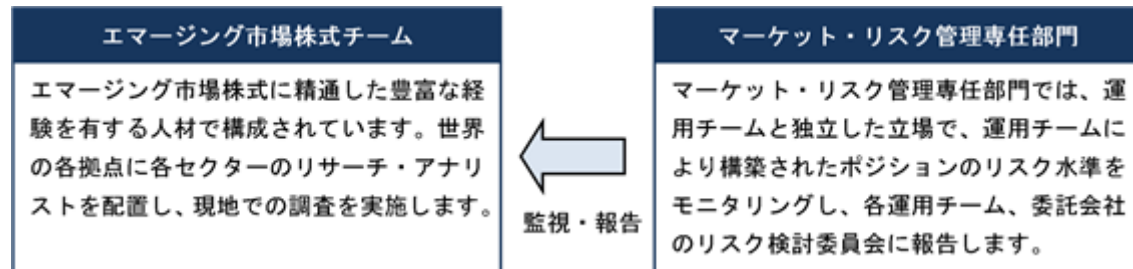 エマージング市場株式チーム
エマージング市場株式に精通した豊富な経
験を有する人材で構成されています。世界
の各拠点に各セクターのリサーチ・アナリ
ストを配置し、現地での調査を実施します。
監視・報告
マーケット・リスク管理専任部門
マーケット・リスク管理専任部門では、運
用チームと独立した立場で、運用チームに
より構築されたポジションのリスク水準を
モニタリングし、各運用チーム、委託会社
のリスク検討委員会に報告します。